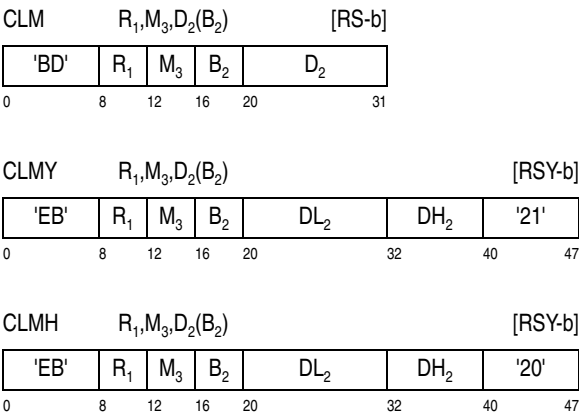 CLM R₁,M₃,D₂(B₂) [RS-b]
'BD' R₁ M₃ B₂ D₂
0 8 12 16 20 31
CLMY R₁,M₃,D₂(B₂) [RSY-b]
'EB' R₁ M₃ B₂ DL₂ DH₂ '21'
0 8 12 16 20 32 40 47
CLMH R₁,M₃,D₂(B₂) [RSY-b]
'EB' R₁ M₃ B₂ DL₂ DH₂ '20'
0 8 12 16 20 32 40 47